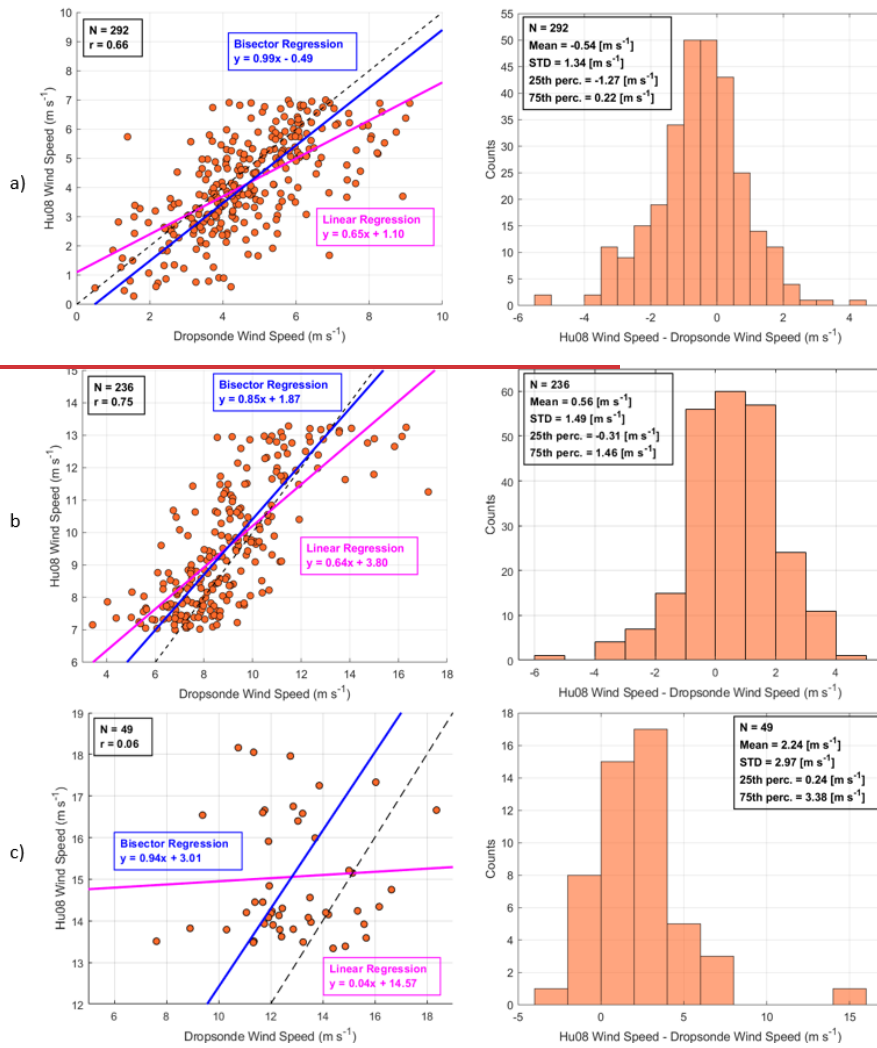 a)
N = 292
r = 0.66
Bisector Regression
y = 0.99x - 0.49
Linear Regression
y = 0.65x + 1.10
Hu08 Wind Speed (m s⁻¹)
10
9
8
7
6
5
4
3
2
1
0
0 2 4 6 8 10
Dropsonde Wind Speed (m s⁻¹)
N = 292
Mean = -0.54 [m s⁻¹]
STD = 1.34 [m s⁻¹]
25th perc. = -1.27 [m s⁻¹]
75th perc. = 0.22 [m s⁻¹]
Counts
55
50
45
40
35
30
25
20
15
10
5
0
-6 -4 -2 0 2 4
Hu08 Wind Speed - Dropsonde Wind Speed (m s⁻¹)
b
N = 236
r = 0.75
Bisector Regression
y = 0.85x + 1.87
Linear Regression
y = 0.64x + 3.80
Hu08 Wind Speed (m s⁻¹)
15
14
13
12
11
10
9
8
7
6
4 6 8 10 12 14 16 18
Dropsonde Wind Speed (m s⁻¹)
N = 236
Mean = 0.56 [m s⁻¹]
STD = 1.49 [m s⁻¹]
25th perc. = -0.31 [m s⁻¹]
75th perc. = 1.46 [m s⁻¹]
Counts
60
50
40
30
20
10
0
-6 -4 -2 0 2 4
Hu08 Wind Speed - Dropsonde Wind Speed (m s⁻¹)
c)
N = 49
r = 0.06
Bisector Regression
y = 0.94x + 3.01
Linear Regression
y = 0.04x + 14.57
Hu08 Wind Speed (m s⁻¹)
19
18
17
16
15
14
13
12
6 8 10 12 14 16 18
Dropsonde Wind Speed (m s⁻¹)
N = 49
Mean = 2.24 [m s⁻¹]
STD = 2.97 [m s⁻¹]
25th perc. = 0.24 [m s⁻¹]
75th perc. = 3.38 [m s⁻¹]
Counts
18
16
14
12
10
8
6
4
2
0
-5 0 5 10 15
Hu08 Wind Speed - Dropsonde Wind Speed (m s⁻¹)